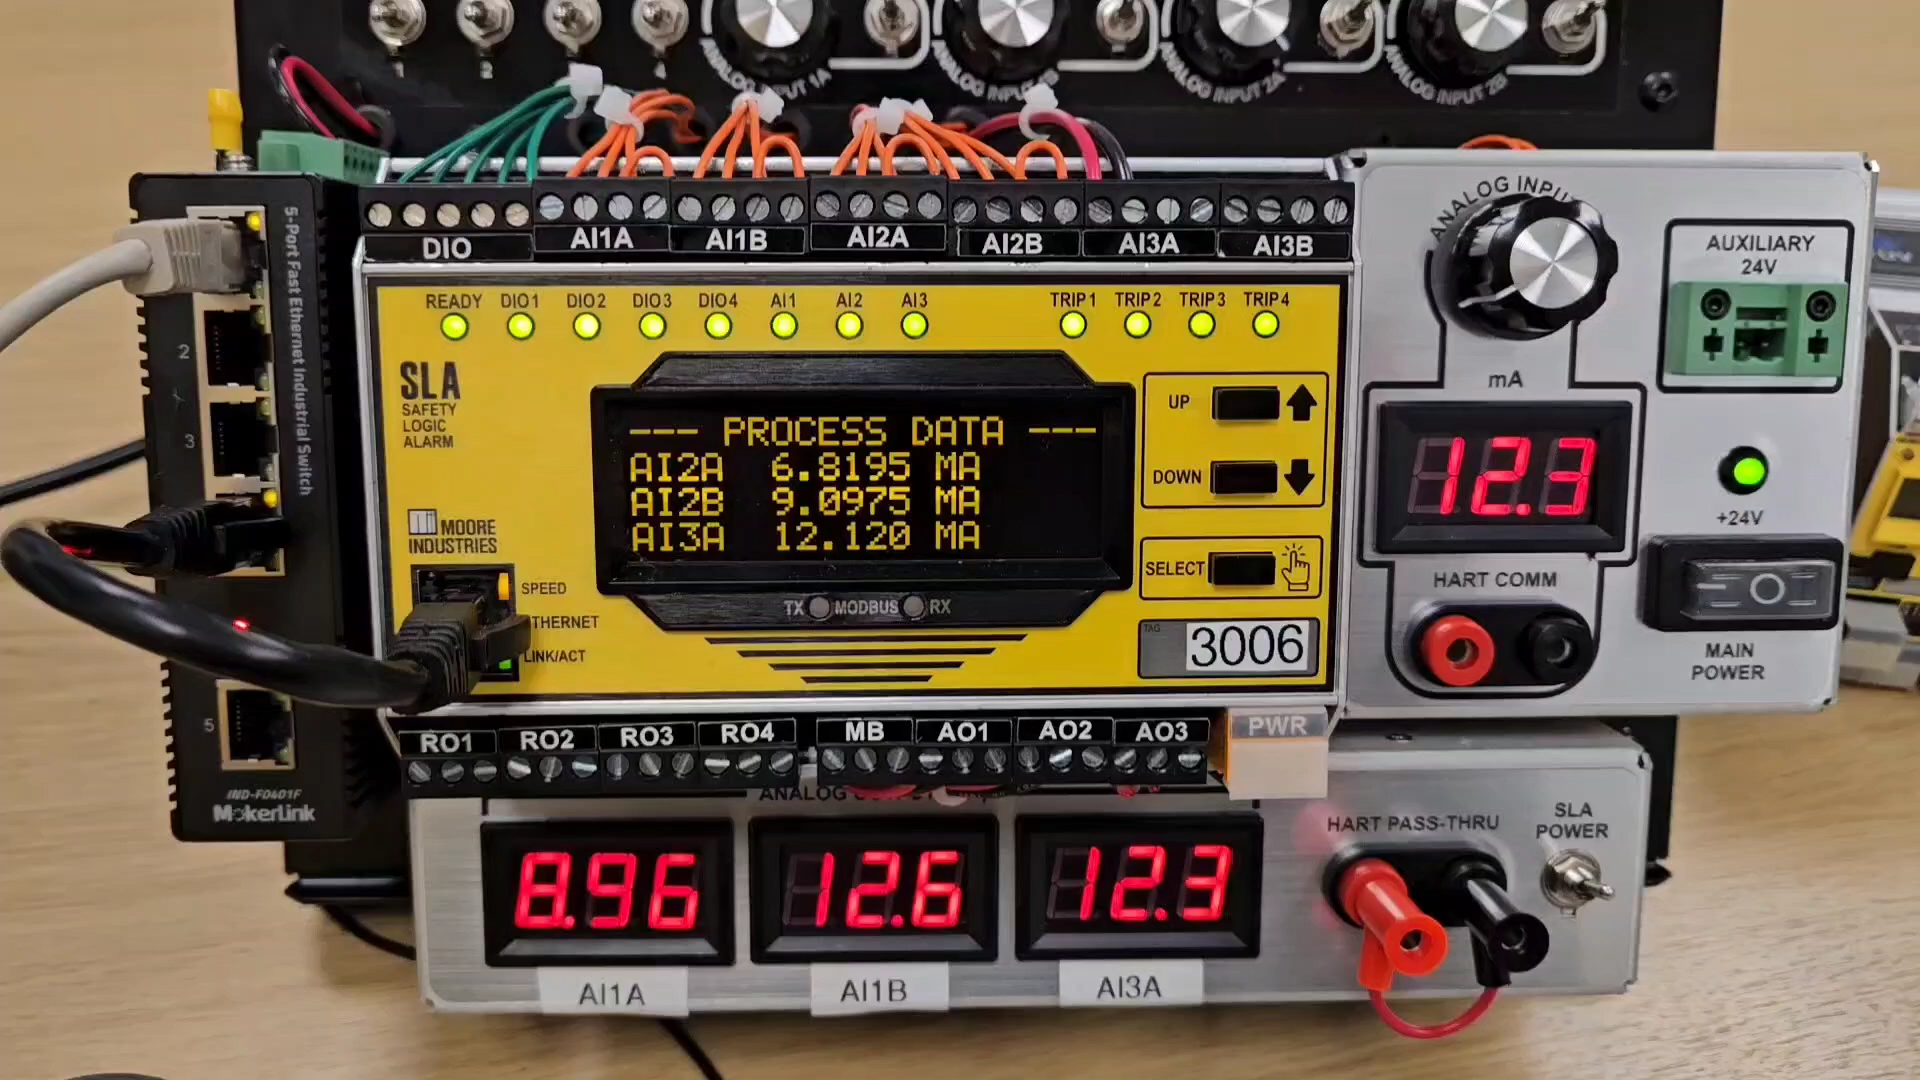 1
2
4
ANALOG INPUT 1A
ANALOG INPUT 2A
ANALOG INPUT 2B
5-Port Fast Ethernet Industrial Switch
2
3
5
IND-F0401F
MokerLink
DIO
AI1A
AI1B
AI2A
AI2B
AI3A
AI3B
READY
DIO1
DIO2
DIO3
DIO4
AI1
AI2
AI3
TRIP1
TRIP2
TRIP3
TRIP4
SLA
SAFETY
LOGIC
ALARM
--- PROCESS DATA ---
AI2A 6.8195 MA
AI2B 9.0975 MA
AI3A 12.120 MA
UP
DOWN
SELECT
MOORE
INDUSTRIES
SPEED
THERNET
LINK/ACT
TX MODBUS RX
TAG
3006
RO1
RO2
RO3
RO4
MB
AO1
AO2
AO3
PWR
ANALOG
mA
12.3
HART COMM
AUXILIARY
24V
+24V
MAIN
POWER
8.96
12.6
12.3
AI1A
AI1B
AI3A
HART PASS-THRU
SLA
POWER